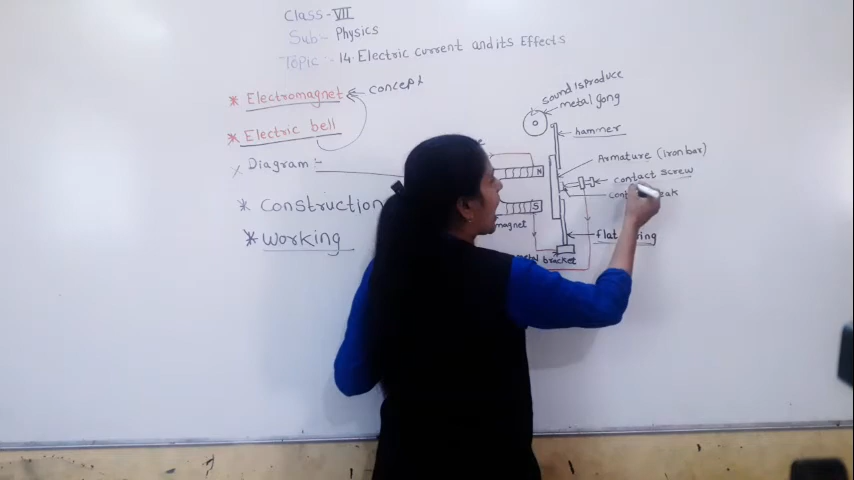 Class - VII
Sub:- Physics
Topic :- 14. Electric current and its Effects
* Electromagnet ← concept
* Electric bell
Diagram :-
* Construction
* Working
sound is produce
metal gong
hammer
Armature (iron bar)
contact screw
N
S
bracket
flat